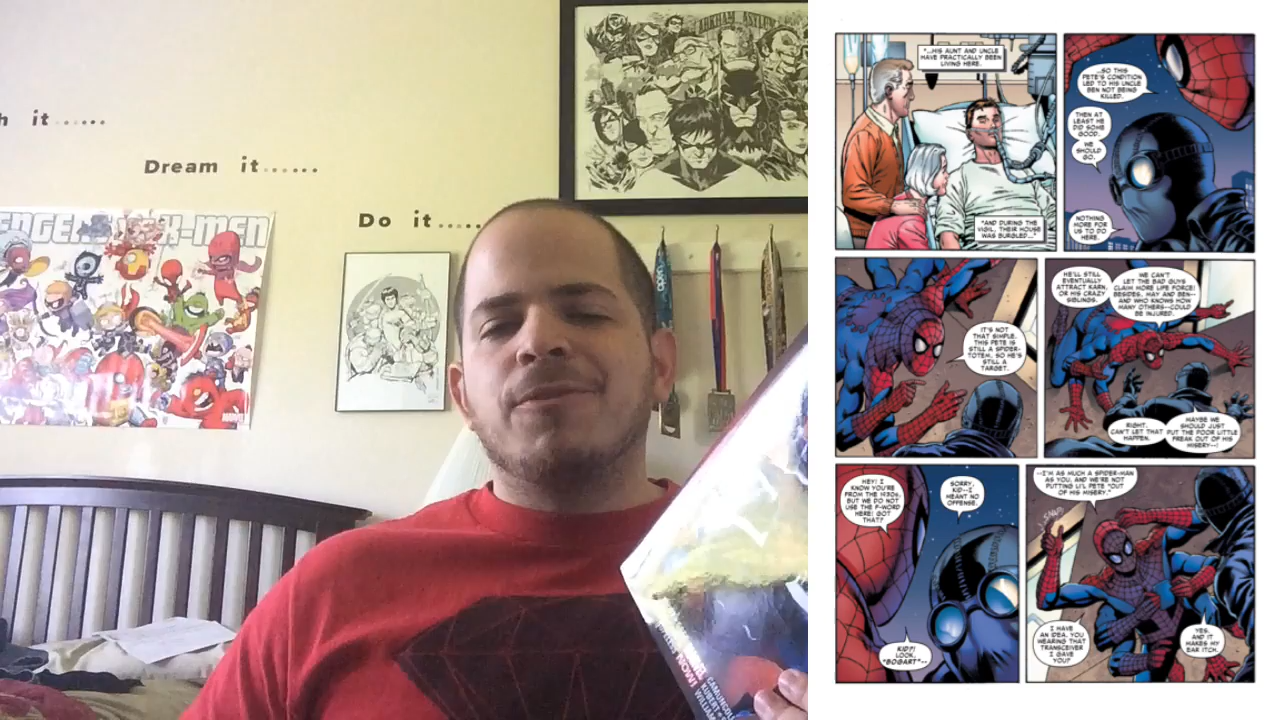 h it......
Dream it......
Do it.....
ARKHAM ASYLUM
X-MEN
MARVEL
NOW!
CAMUNCOLI
KUBERT
"...HIS AUNT AND UNCLE
HAVE PRACTICALLY BEEN
LIVING HERE.
"AND DURING THE
VIGIL, THEIR HOUSE
WAS BURGLED..."
...SO THIS
PETE'S CONDITION
LED TO HIS UNCLE
BEN NOT BEING
KILLED.
THEN AT
LEAST HE
DID SOME
GOOD.
WE
SHOULD
GO.
NOTHING
MORE FOR
US TO DO
HERE.
IT'S NOT
THAT SIMPLE.
THIS PETE IS
STILL A SPIDER-
TOTEM, SO HE'S
STILL A
TARGET.
HE'LL STILL
EVENTUALLY
ATTRACT KARN,
OR HIS CRAZY
SIBLINGS.
WE CAN'T
LET THE BAD GUYS
CLAIM MORE LIFE FORCE!
BESIDES, MAY AND BEN--
AND WHO KNOWS HOW
MANY OTHERS--COULD
BE INJURED.
RIGHT.
CAN'T LET THAT
HAPPEN.
MAYBE WE
SHOULD JUST
PUT THE POOR LITTLE
FREAK OUT OF HIS
MISERY--!
HEY! I
KNOW YOU'RE
FROM THE 1930s,
BUT WE DO NOT
USE THE F-WORD
HERE! GOT
THAT?
SORRY,
KID--I
MEANT NO
OFFENSE.
KID?!
LOOK,
"BOGART"--
--I'M AS MUCH A SPIDER-MAN
AS YOU, AND WE'RE NOT
PUTTING LI'L PETE "OUT
OF HIS MISERY."
I HAVE
AN IDEA. YOU
WEARING THAT
TRANSCEIVER
I GAVE
YOU?
YES.
AND IT
MAKES MY
EAR ITCH.